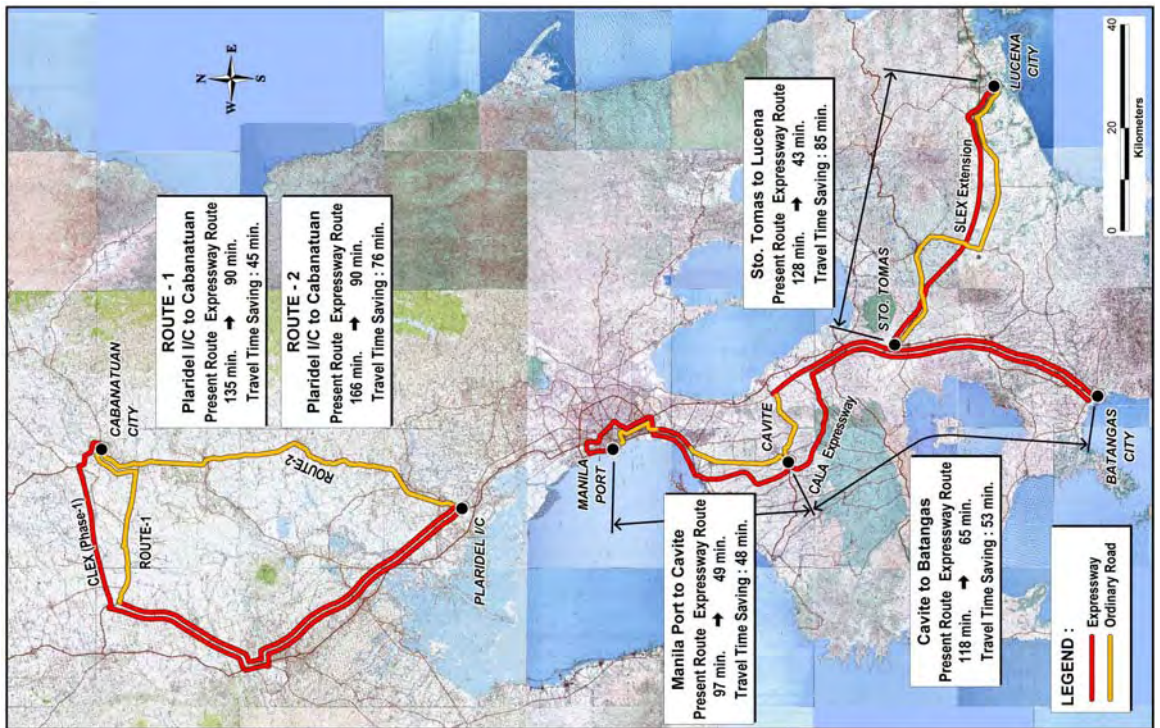 N
W E
S
CABANATUAN
CITY
ROUTE - 1
Plaridel I/C to Cabanatuan
Present Route Expressway Route
135 min. ➔ 90 min.
Travel Time Saving : 45 min.
ROUTE - 2
Plaridel I/C to Cabanatuan
Present Route Expressway Route
166 min. ➔ 90 min.
Travel Time Saving : 76 min.
CLEX (Phase-1)
ROUTE-1
ROUTE-2
PLARIDEL I/C
MANILA
PORT
Manila Port to Cavite
Present Route Expressway Route
97 min. ➔ 49 min.
Travel Time Saving : 48 min.
CAVITE
CALA Expressway
Sto. Tomas to Lucena
Present Route Expressway Route
128 min. ➔ 43 min.
Travel Time Saving : 85 min.
STO. TOMAS
SLEX Extension
LUCENA
CITY
Cavite to Batangas
Present Route Expressway Route
118 min. ➔ 65 min.
Travel Time Saving : 53 min.
BATANGAS
CITY
LEGEND :
Expressway
Ordinary Road
0 20 40
Kilometers